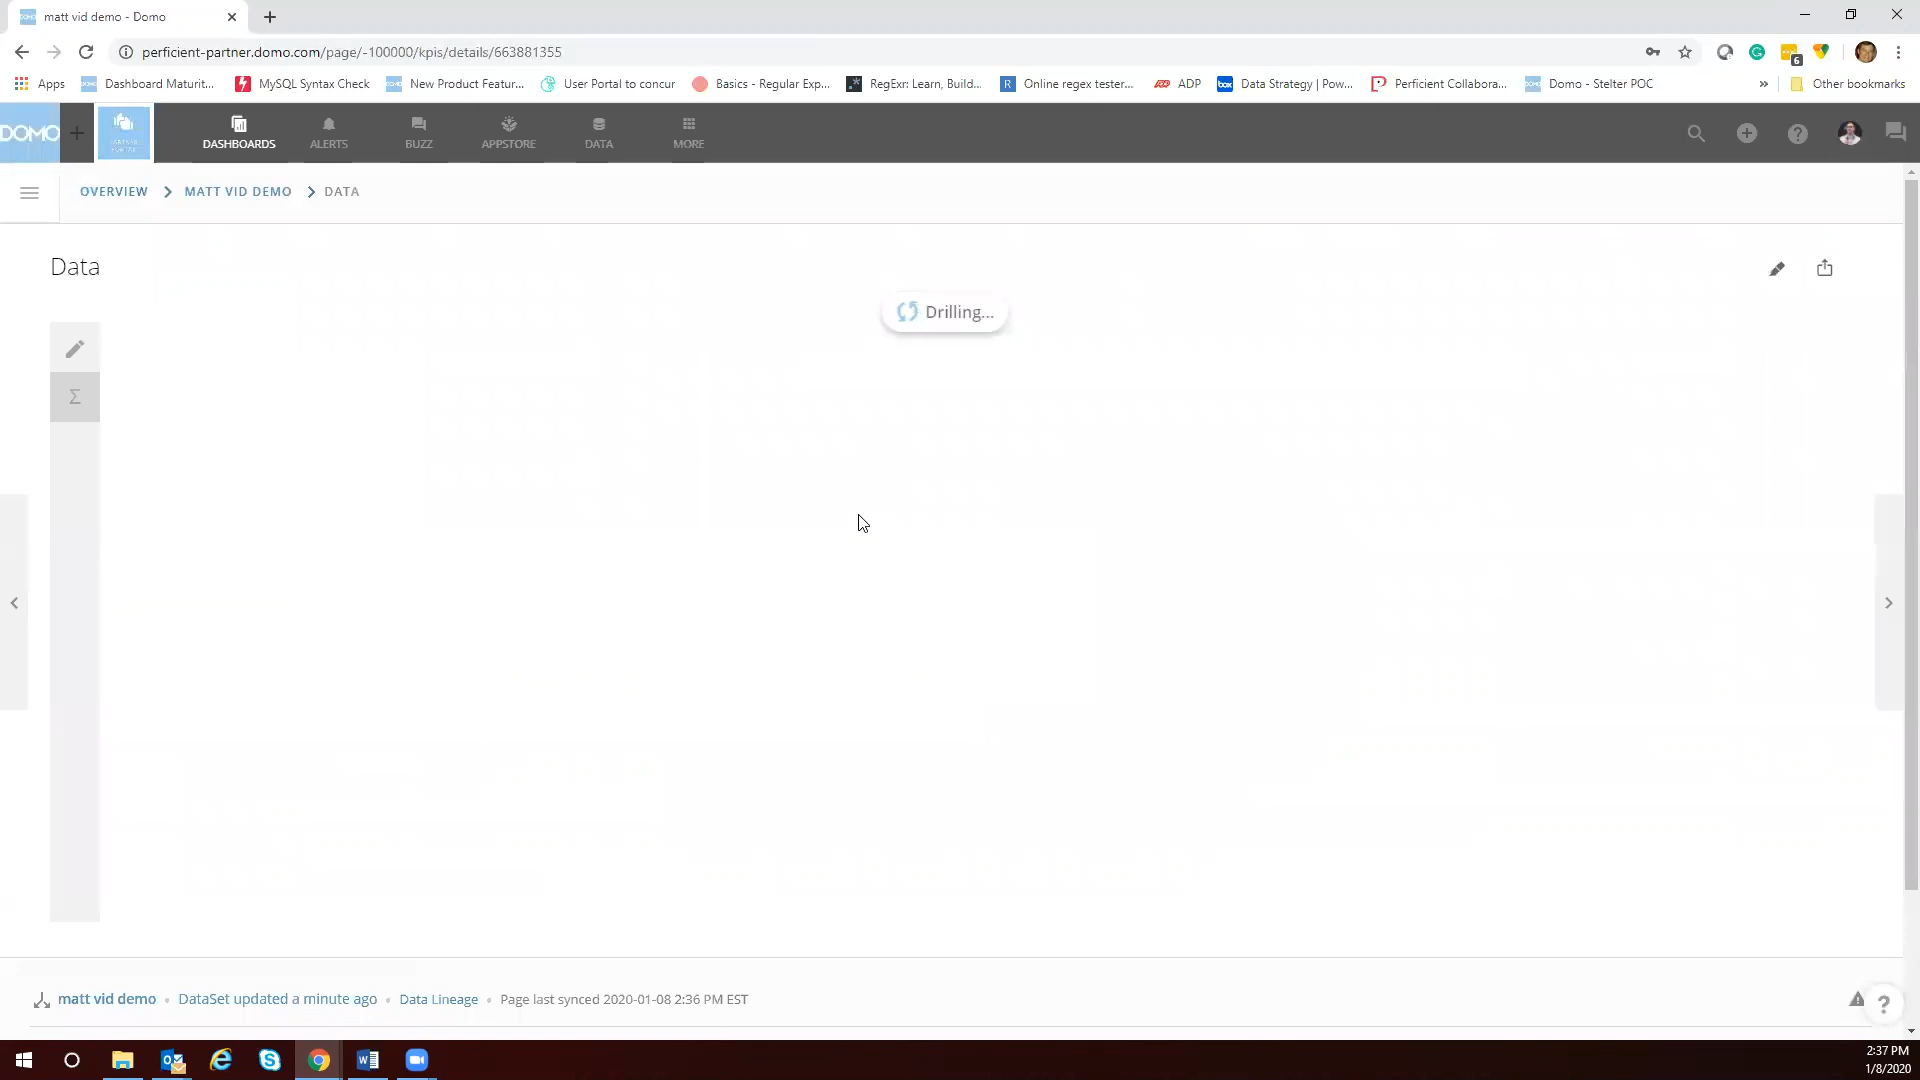 matt vid demo - Domo
perficient-partner.domo.com/page/-100000/kpis/details/663881355
6
Apps Dashboard Maturit... MySQL Syntax Check New Product Featur... User Portal to concur Basics - Regular Exp... RegExr: Learn, Build... R Online regex tester... ADP box Data Strategy | Pow... Perficient Collabora... Domo - Stelter POC » Other bookmarks
DOMO + DASHBOARDS ALERTS BUZZ APPSTORE DATA MORE
OVERVIEW > MATT VID DEMO > DATA
Data
Drilling...
Σ
matt vid demo • DataSet updated a minute ago • Data Lineage • Page last synced 2020-01-08 2:36 PM EST
?
2:37 PM
1/8/2020